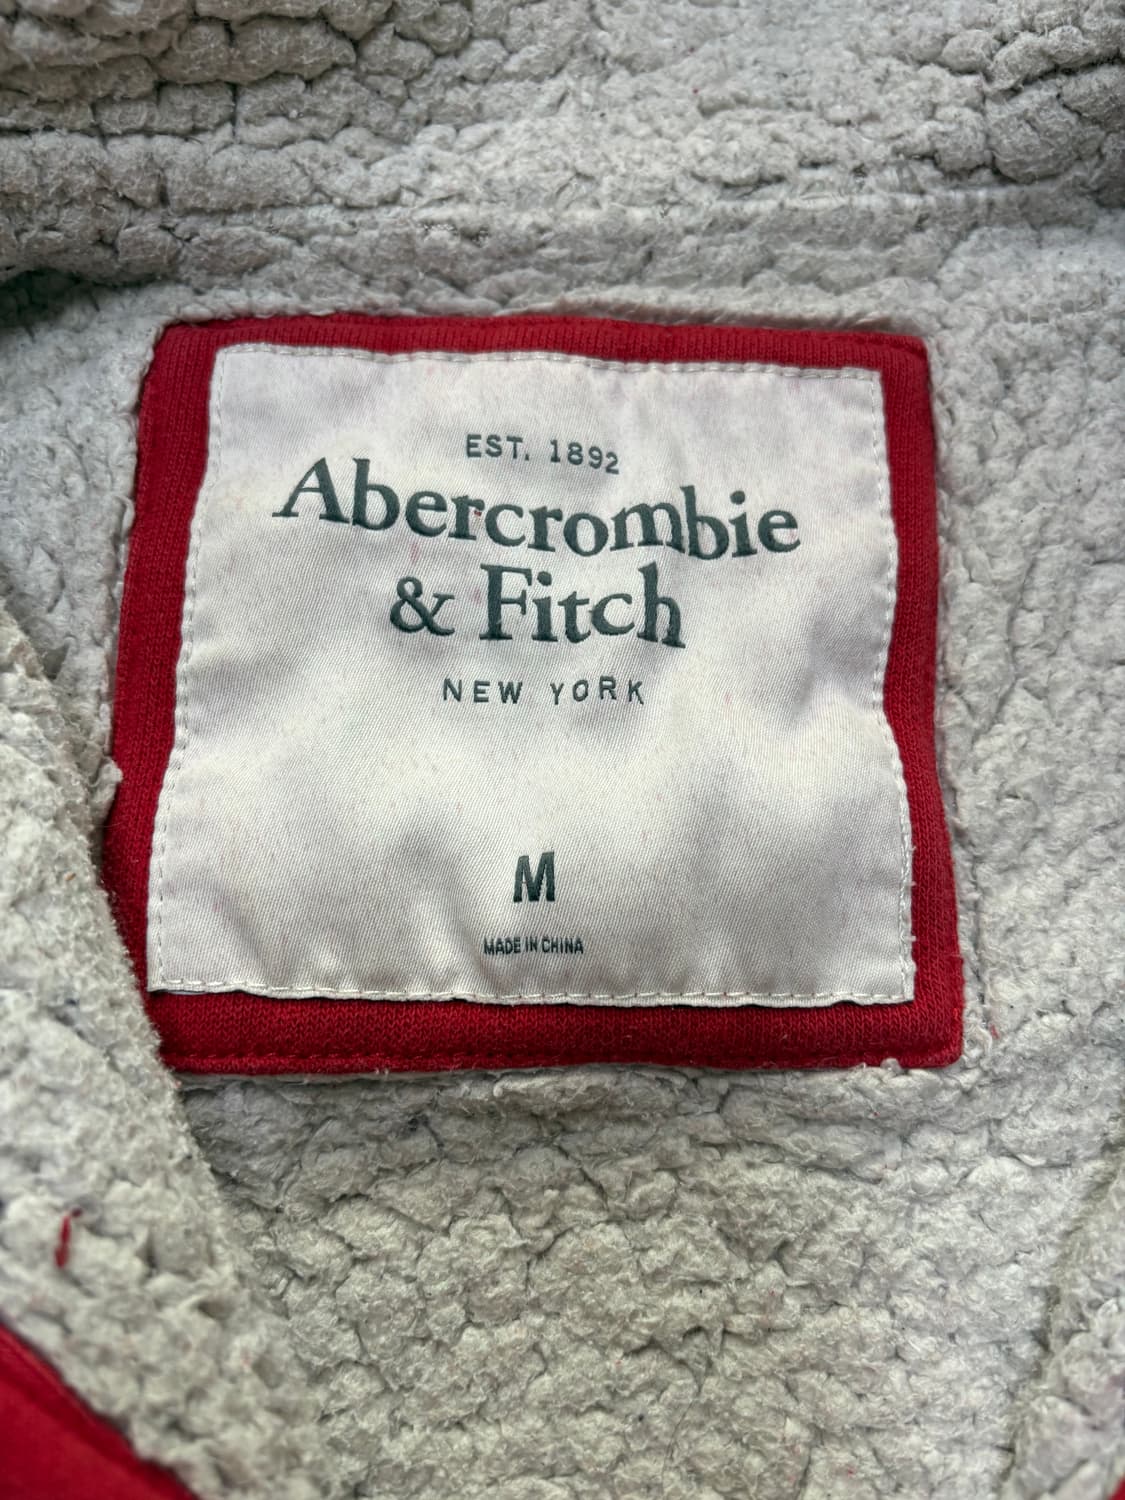 EST. 1892
Abercrombie
& Fitch
NEW YORK
M
MADE IN CHINA